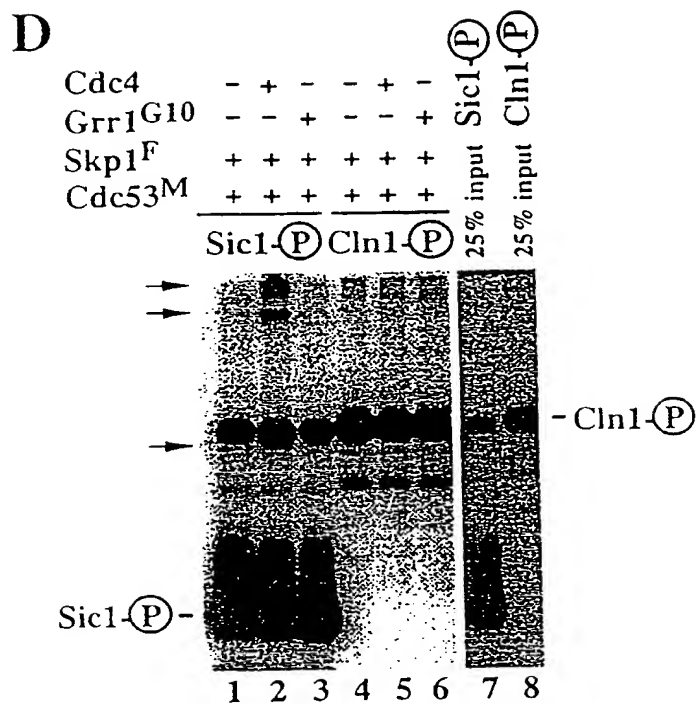 D
Cdc4 - + - - + -
Grr1G10 - - + - - +
Skp1F + + + + + +
Cdc53M + + + + + +
Sic1-Ⓟ Cln1-Ⓟ
25% input Sic1-Ⓟ
25% input Cln1-Ⓟ
- Cln1-Ⓟ
Sic1-Ⓟ -
1 2 3 4 5 6 7 8